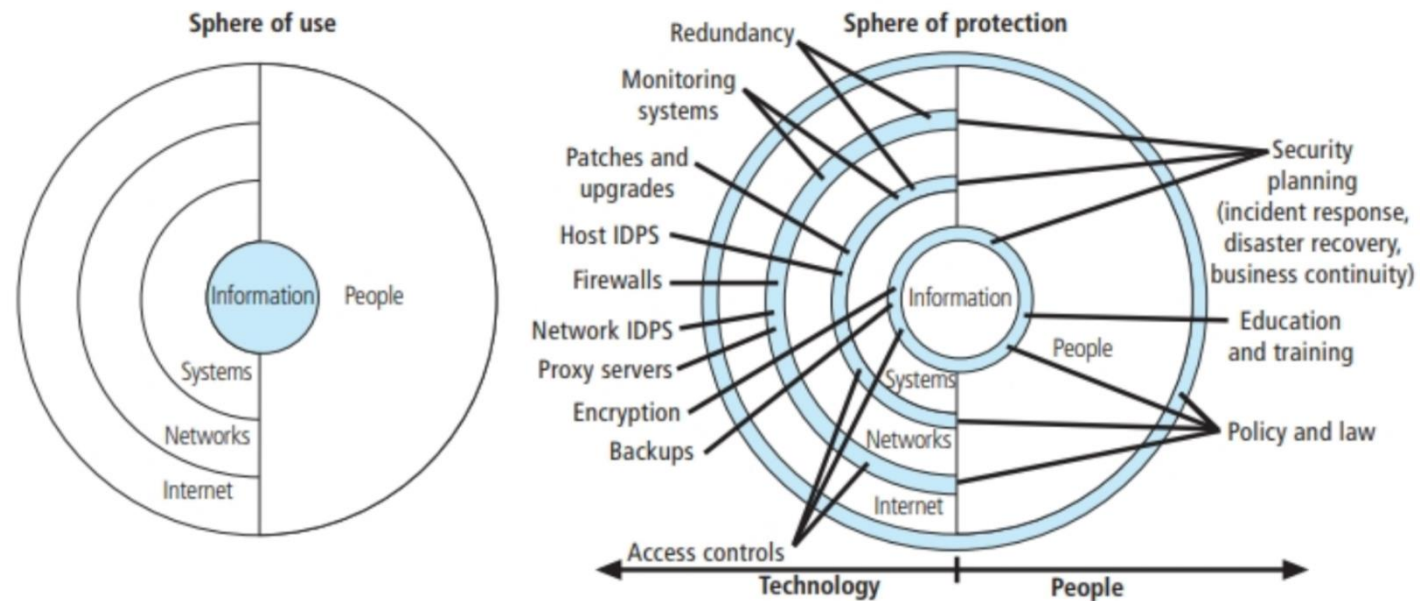 Sphere of use
Information
People
Systems
Networks
Internet
Sphere of protection
Redundancy
Monitoring
systems
Patches and
upgrades
Host IDPS
Firewalls
Network IDPS
Proxy servers
Encryption
Backups
Access controls
Information
People
Systems
Networks
Internet
Security
planning
(incident response,
disaster recovery,
business continuity)
Education
and training
Policy and law
Technology
People